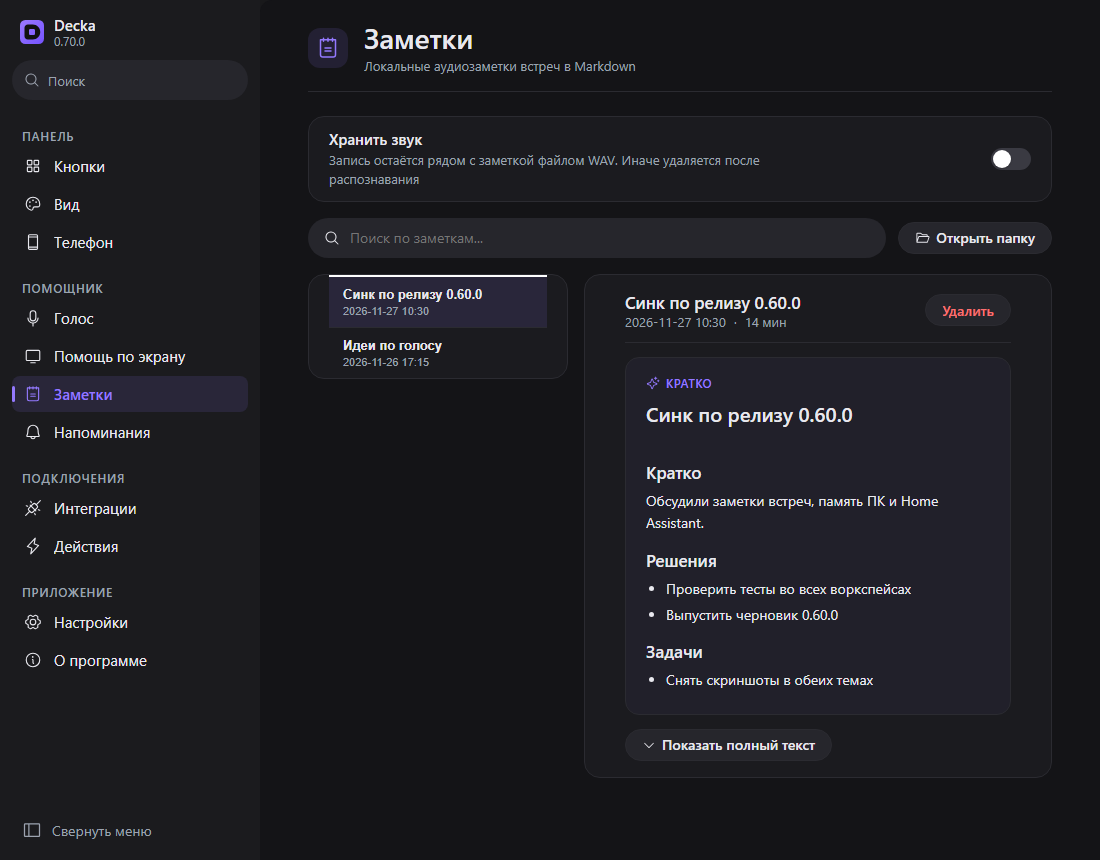 Decka
0.70.0
Поиск
ПАНЕЛЬ
Кнопки
Вид
Телефон
ПОМОЩНИК
Голос
Помощь по экрану
Заметки
Напоминания
ПОДКЛЮЧЕНИЯ
Интеграции
Действия
ПРИЛОЖЕНИЕ
Настройки
О программе
Свернуть меню
Заметки
Локальные аудиозаметки встреч в Markdown
Хранить звук
Запись остаётся рядом с заметкой файлом WAV. Иначе удаляется после
распознавания
Поиск по заметкам...
Открыть папку
Синк по релизу 0.60.0
2026-11-27 10:30
Идеи по голосу
2026-11-26 17:15
Синк по релизу 0.60.0
2026-11-27 10:30 · 14 мин
Удалить
КРАТКО
Синк по релизу 0.60.0
Кратко
Обсудили заметки встреч, память ПК и Home
Assistant.
Решения
• Проверить тесты во всех воркспейсах
• Выпустить черновик 0.60.0
Задачи
• Снять скриншоты в обеих темах
Показать полный текст